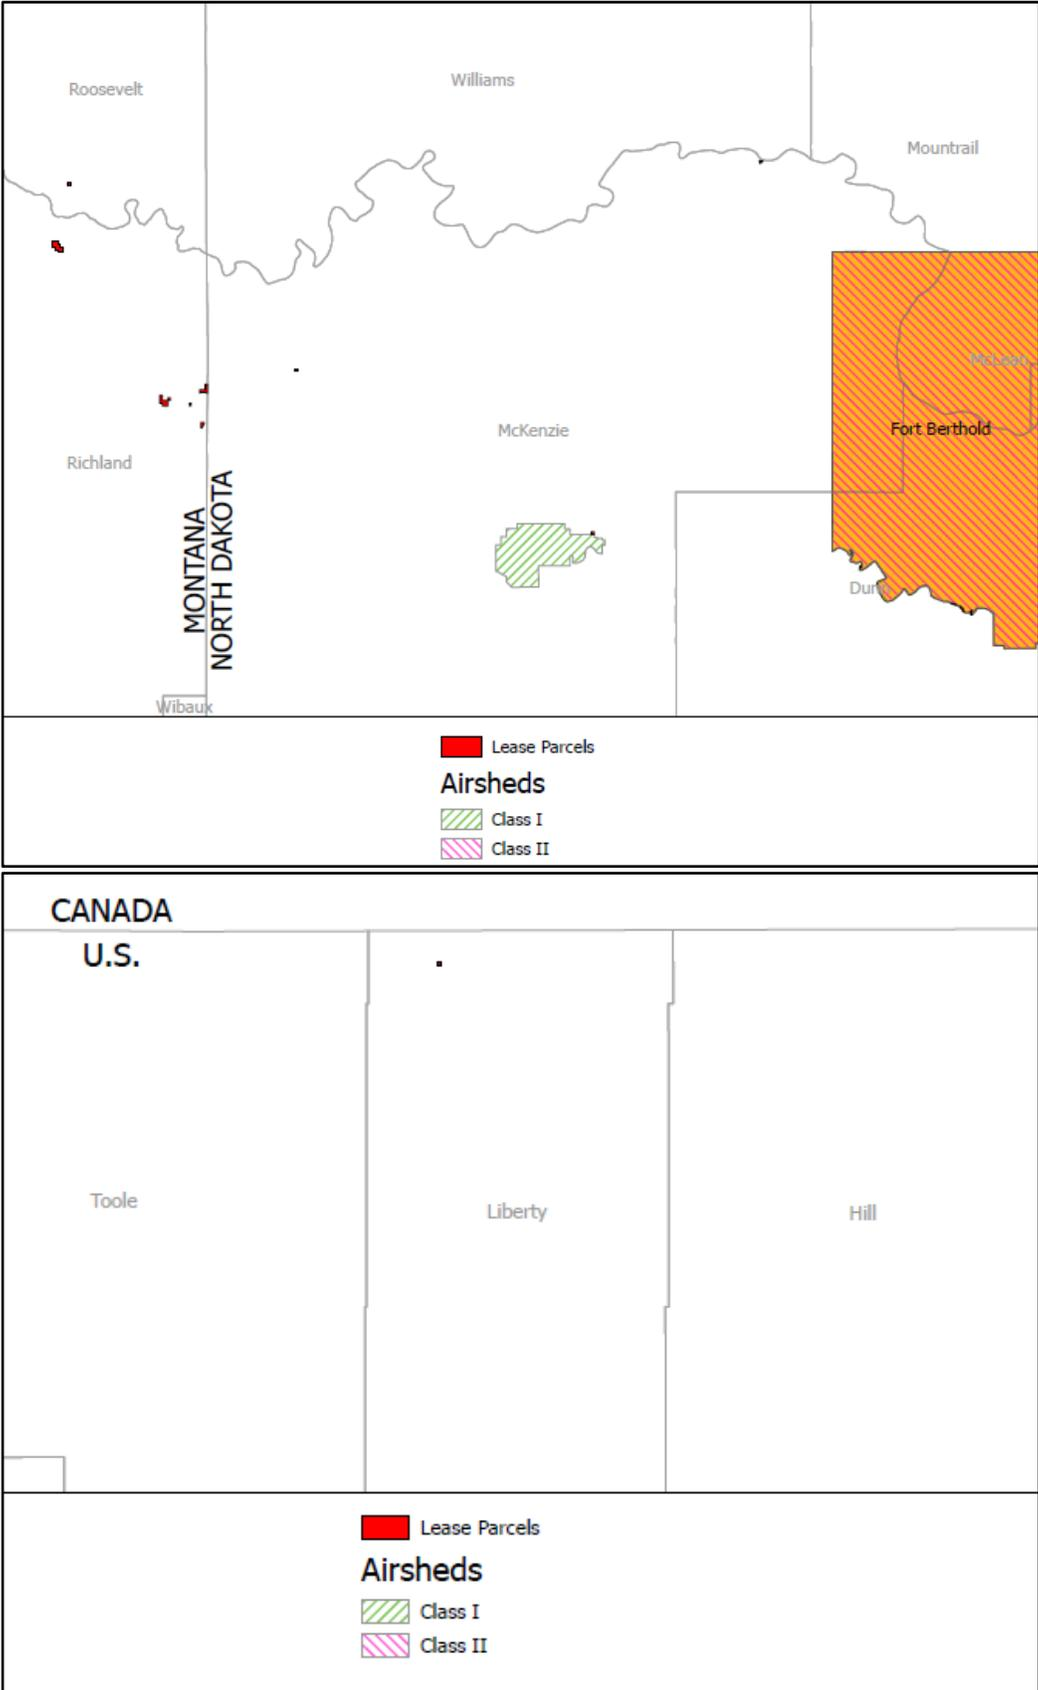 Roosevelt
Williams
Mountrail
McLean
Fort Berthold
McKenzie
Richland
MONTANA
NORTH DAKOTA
Dunn
Wibaux
Lease Parcels
Airsheds
Class I
Class II
CANADA
U.S.
Toole
Liberty
Hill
Lease Parcels
Airsheds
Class I
Class II